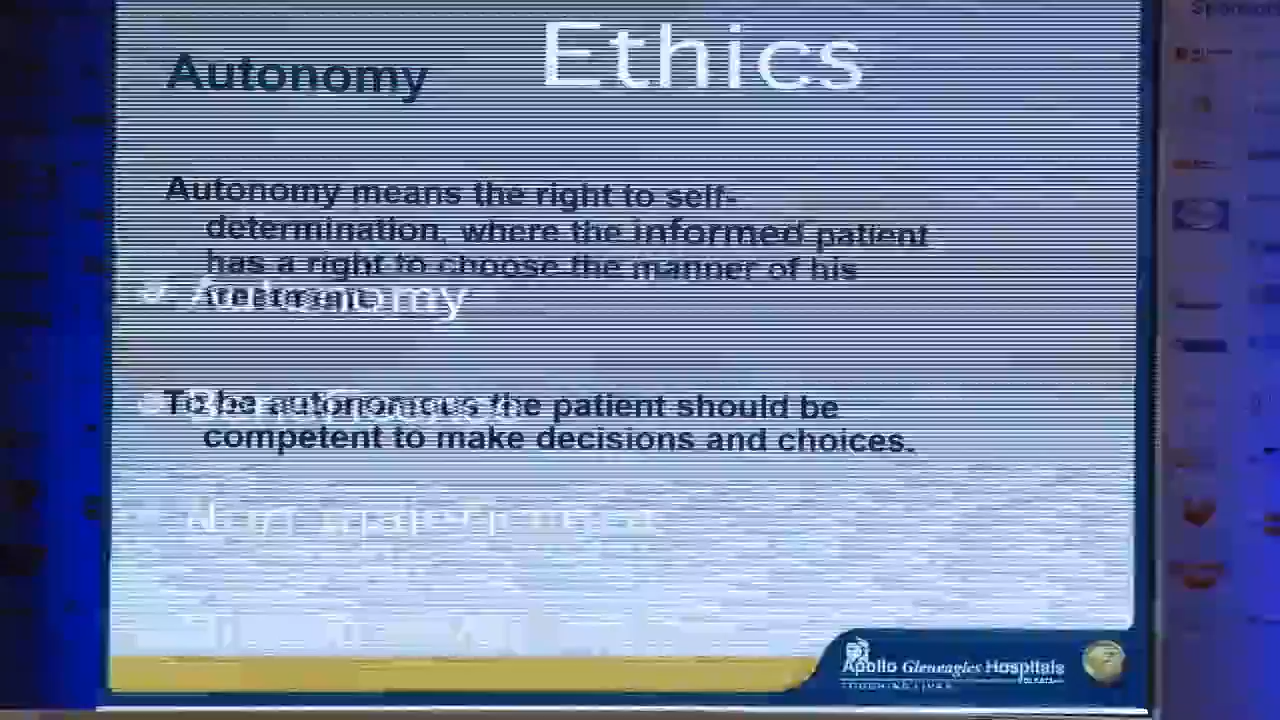 Sponsors
Ethics
Autonomy
Autonomy means the right to self-
determination, where the informed patient
has a right to choose the manner of his
treatment.
Autonomy
To be autonomous the patient should be
competent to make decisions and choices.
Apollo Gleneagles Hospitals